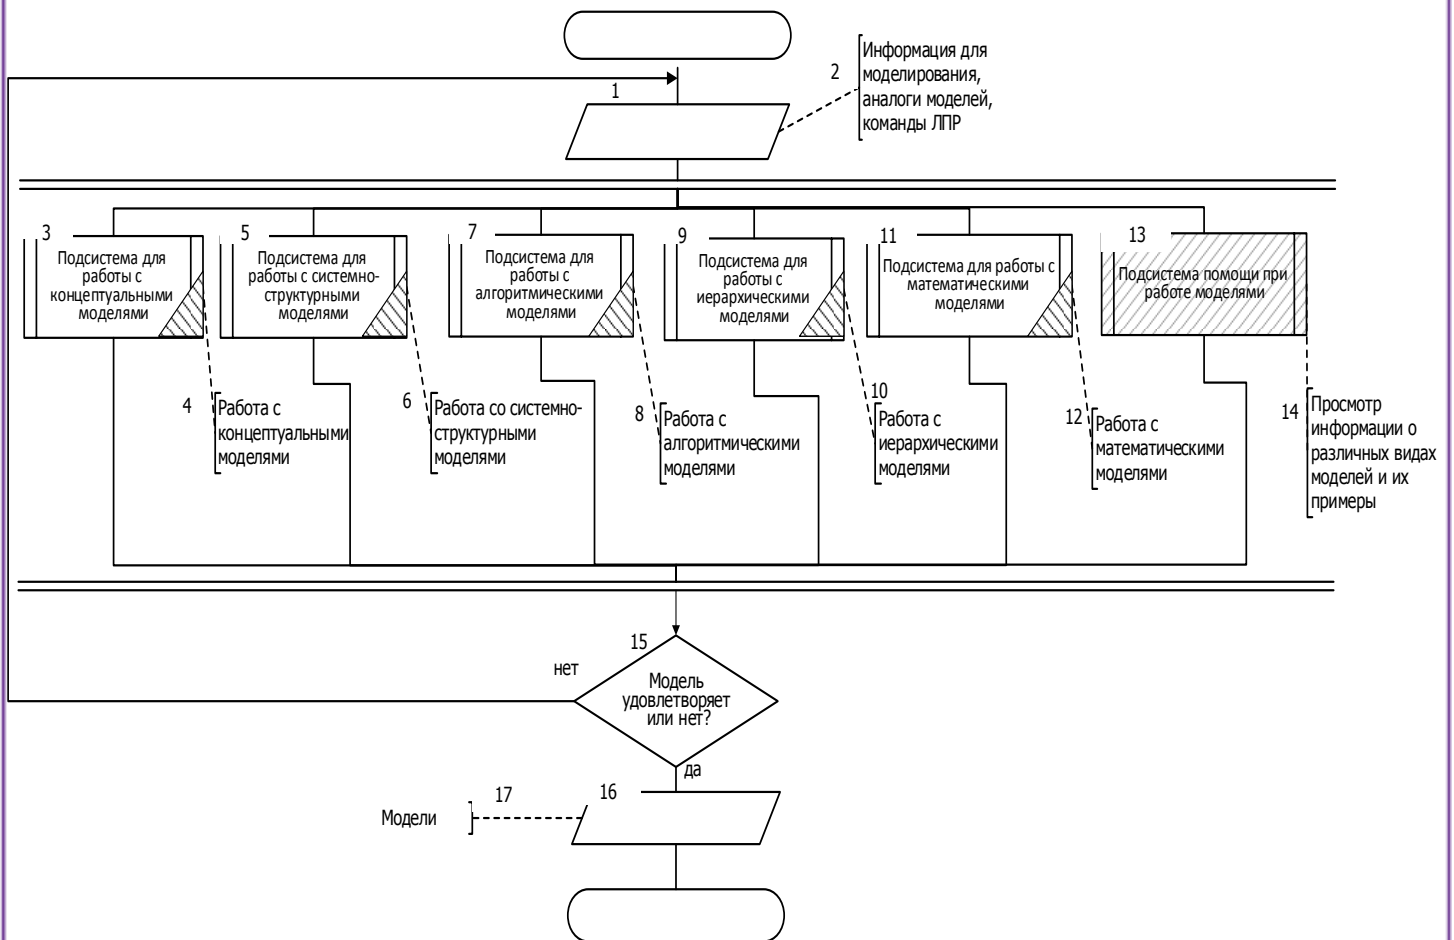 1
2
Информация для
моделирования,
аналоги моделей,
команды ЛПР
3
Подсистема для
работы с
концептуальными
моделями
5
Подсистема для
работы с системно-
структурными
моделями
7
Подсистема для
работы с
алгоритмическими
моделями
9
Подсистема для
работы с
иерархическими
моделями
11
Подсистема для работы с
математическими
моделями
13
Подсистема помощи при
работе моделями
4
Работа с
концептуальными
моделями
6
Работа со системно-
структурными
моделями
8
Работа с
алгоритмическими
моделями
10
Работа с
иерархическими
моделями
12
Работа с
математическими
моделями
14
Просмотр
информации о
различных видах
моделей и их
примеры
15
нет
Модель
удовлетворяет
или нет?
да
16
17
Модели